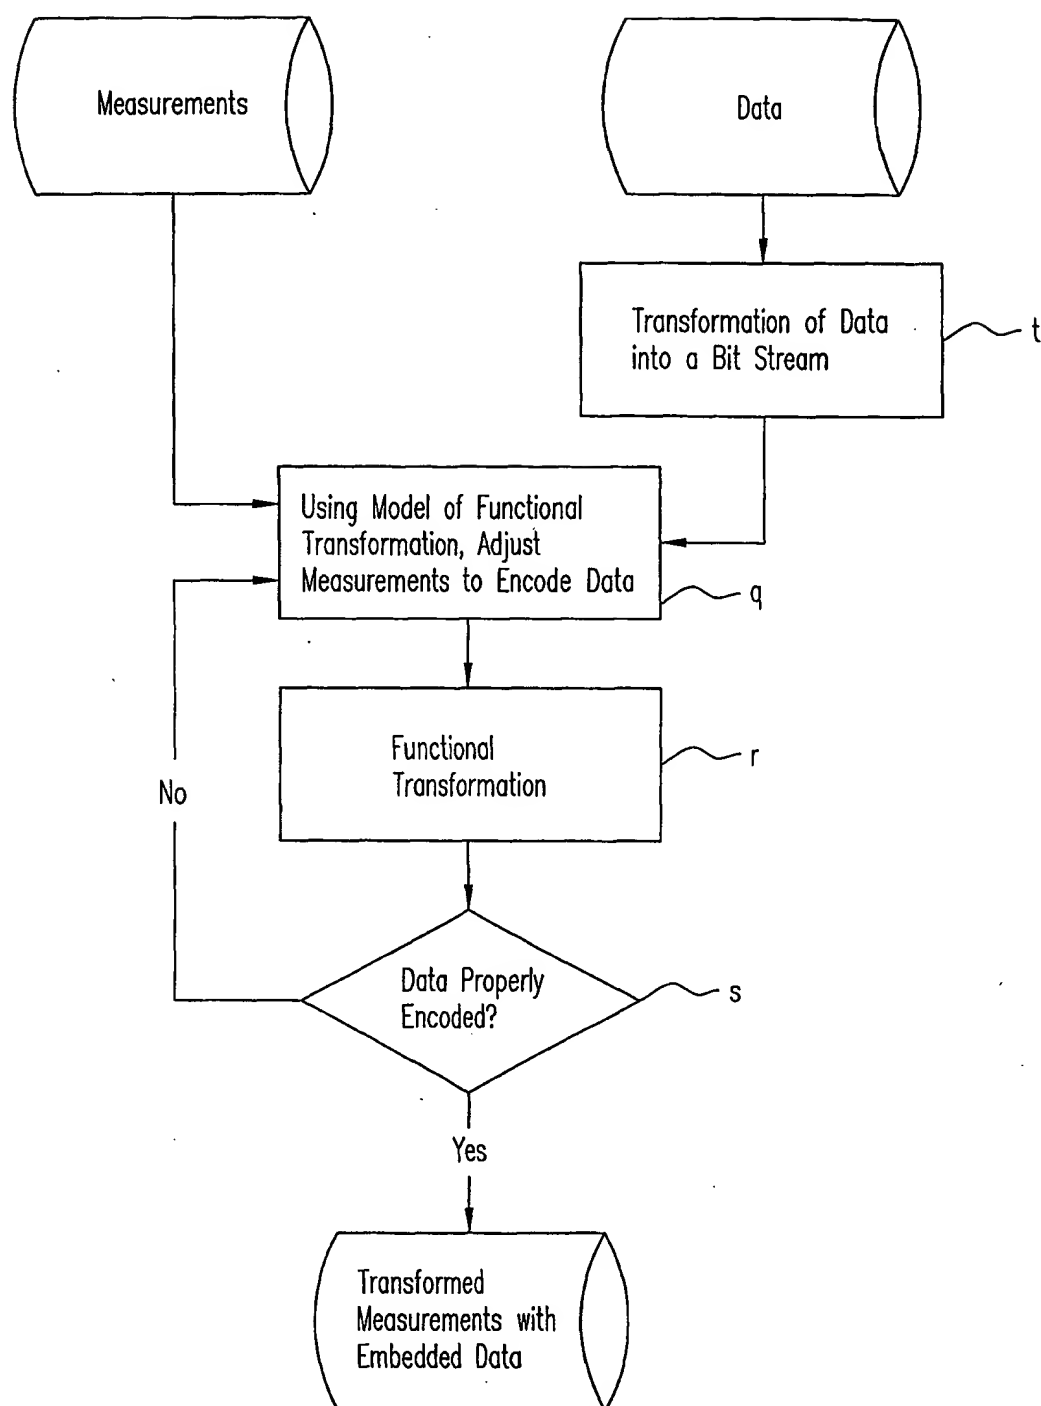 Measurements
Data
Transformation of Data
into a Bit Stream
t
Using Model of Functional
Transformation, Adjust
Measurements to Encode Data
q
Functional
Transformation
r
No
Data Properly
Encoded?
s
Yes
Transformed
Measurements with
Embedded Data